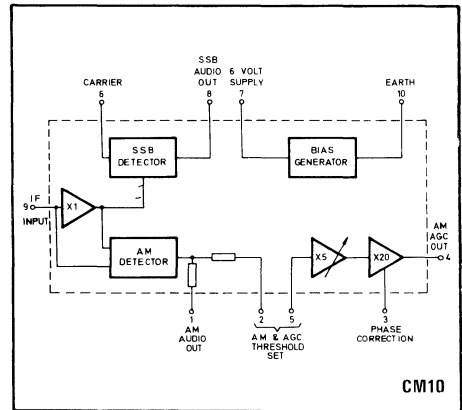 SSB
AUDIO
OUT
8
CARRIER
6
6 VOLT
SUPPLY
7
EARTH
10
SSB
DETECTOR
BIAS
GENERATOR
9
IF
INPUT
X1
AM
DETECTOR
X5
X20
AM
AGC
OUT
4
1
AM
AUDIO
OUT
2
5
AM & AGC
THRESHOLD
SET
3
PHASE
CORRECTION
CM10